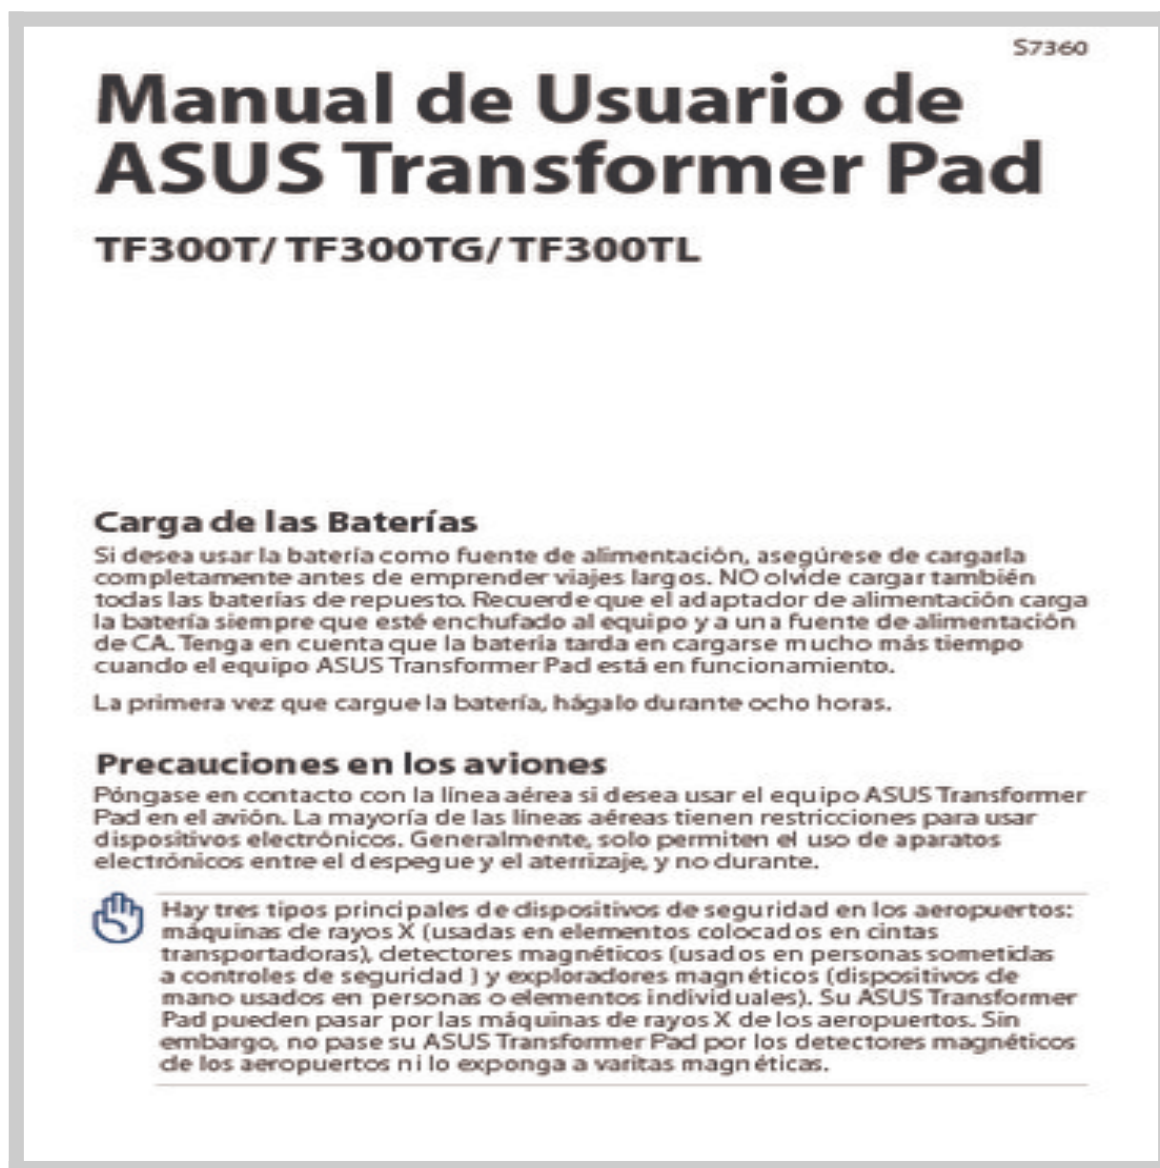 S7360
Manual de Usuario de
ASUS Transformer Pad
TF300T/ TF300TG/ TF300TL
Carga de las Baterías
Si desea usar la batería como fuente de alimentación, asegúrese de cargarla
completamente antes de emprender viajes largos. NO olvide cargar también
todas las baterías de repuesto. Recuerde que el adaptador de alimentación carga
la batería siempre que esté enchufado al equipo y a una fuente de alimentación
de CA. Tenga en cuenta que la batería tarda en cargarse mucho más tiempo
cuando el equipo ASUS Transformer Pad está en funcionamiento.
La primera vez que cargue la batería, hágalo durante ocho horas.
Precauciones en los aviones
Póngase en contacto con la línea aérea si desea usar el equipo ASUS Transformer
Pad en el avión. La mayoría de las líneas aéreas tienen restricciones para usar
dispositivos electrónicos. Generalmente, solo permiten el uso de aparatos
electrónicos entre el despegue y el aterrizaje, y no durante.
Hay tres tipos principales de dispositivos de seguridad en los aeropuertos:
máquinas de rayos X (usadas en elementos colocados en cintas
transportadoras), detectores magnéticos (usados en personas sometidas
a controles de seguridad ) y exploradores magnéticos (dispositivos de
mano usados en personas o elementos individuales). Su ASUS Transformer
Pad pueden pasar por las máquinas de rayos X de los aeropuertos. Sin
embargo, no pase su ASUS Transformer Pad por los detectores magnéticos
de los aeropuertos ni lo exponga a varitas magnéticas.